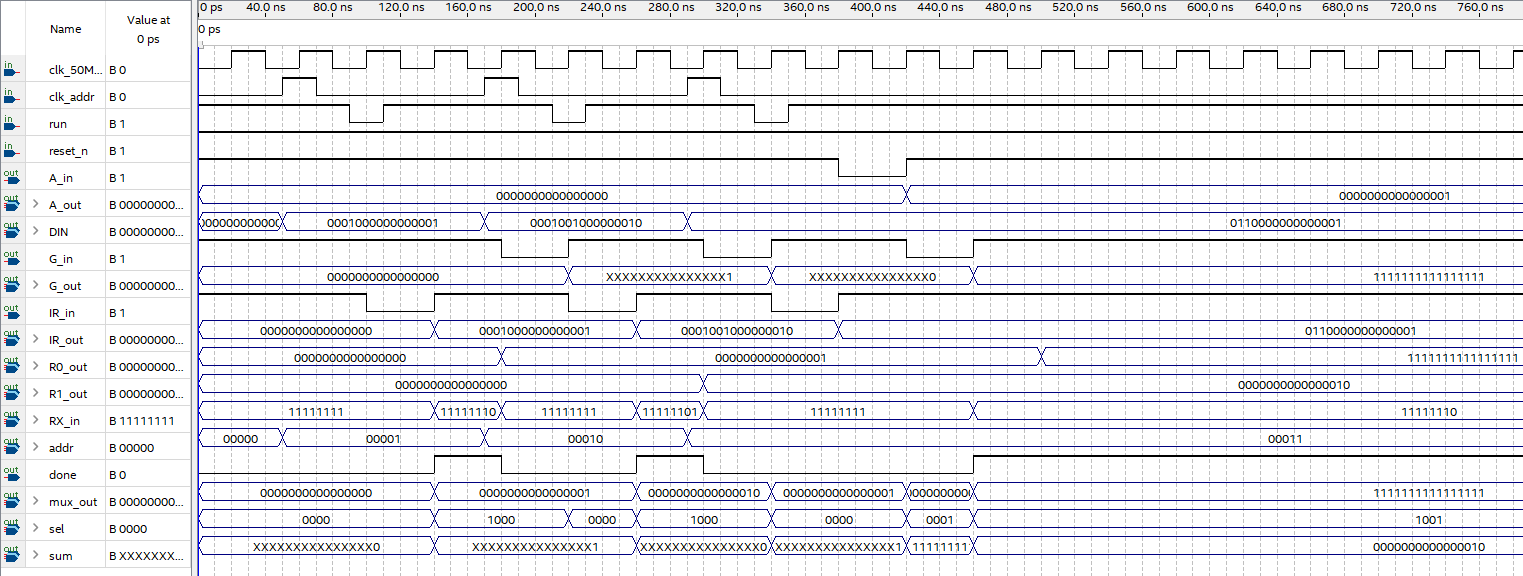 0 ps 40.0 ns 80.0 ns 120.0 ns 160.0 ns 200.0 ns 240.0 ns 280.0 ns 320.0 ns 360.0 ns 400.0 ns 440.0 ns 480.0 ns 520.0 ns 560.0 ns 600.0 ns 640.0 ns 680.0 ns 720.0 ns 760.0 ns
Name Value at
0 ps
0 ps
in clk_50M... B 0
in clk_addr B 0
in run B 1
in reset_n B 1
out A_in B 1
out A_out B 00000000... 0000000000000000 0000000000000001
out DIN B 00000000... 0001000000000001 0001001000000010 0110000000000001
out G_in B 1
out G_out B 00000000... 0000000000000000 XXXXXXXXXXXXXXX1 XXXXXXXXXXXXXXX0 1111111111111111
out IR_in B 1
out IR_out B 00000000... 0000000000000000 0001000000000001 0001001000000010 0110000000000001
out R0_out B 00000000... 0000000000000000 0000000000000001 1111111111111111
out R1_out B 00000000... 0000000000000000 0000000000000010
out RX_in B 11111111 11111111 11111110 11111111 11111101 11111111 11111110
out addr B 00000 00000 00001 00010 00011
out done B 0
out mux_out B 00000000... 0000000000000000 0000000000000001 0000000000000010 0000000000000001 1111111111111111
out sel B 0000 0000 1000 0000 1000 0000 0001 1001
out sum B XXXXXXX... XXXXXXXXXXXXXXX0 XXXXXXXXXXXXXXX1 XXXXXXXXXXXXXXX0 XXXXXXXXXXXXXXX1 11111111 0000000000000010